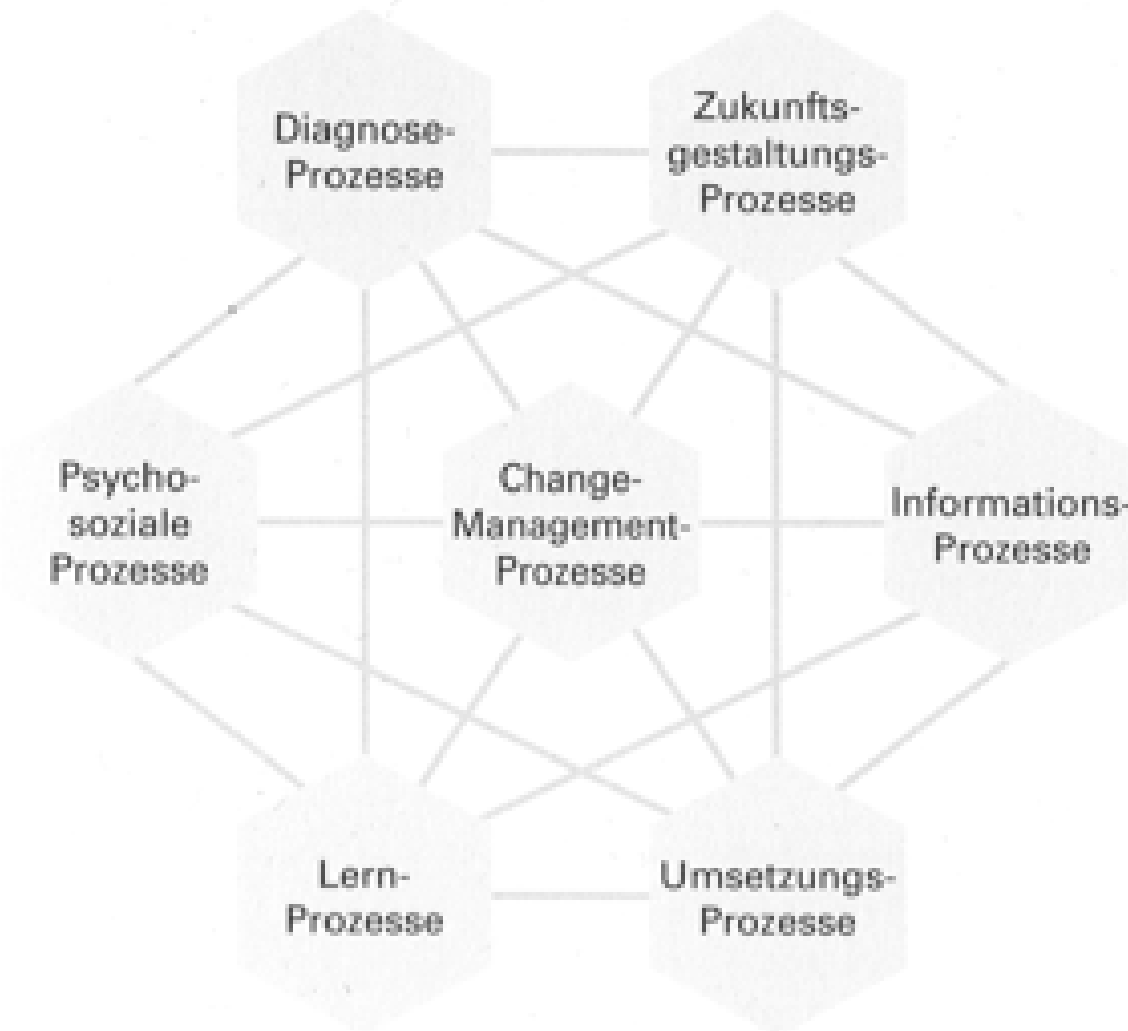 Diagnose-
Prozesse
Zukunfts-
gestaltungs-
Prozesse
Psycho-
soziale
Prozesse
Change-
Management-
Prozesse
Informations-
Prozesse
Lern-
Prozesse
Umsetzungs-
Prozesse